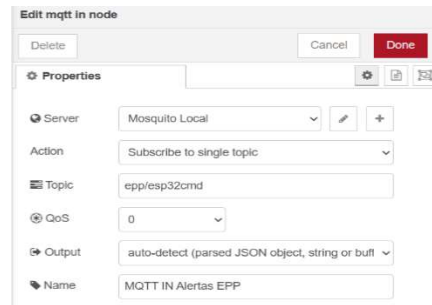 Edit mqtt in node
Delete Cancel Done
Properties
Server Mosquito Local
Action Subscribe to single topic
Topic epp/esp32cmd
QoS 0
Output auto-detect (parsed JSON object, string or buff
Name MQTT IN Alertas EPP